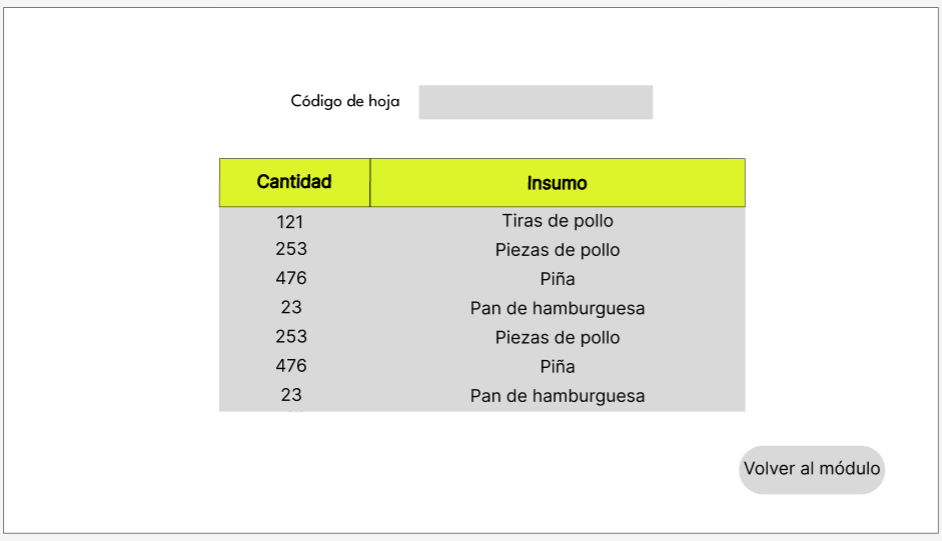 Código de hoja
Cantidad Insumo
121 Tiras de pollo
253 Piezas de pollo
476 Piña
23 Pan de hamburguesa
253 Piezas de pollo
476 Piña
23 Pan de hamburguesa
Volver al módulo